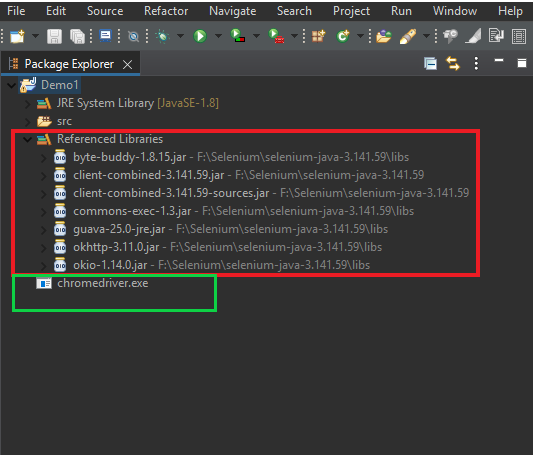 File Edit Source Refactor Navigate Search Project Run Window Help
Package Explorer
Demo1
JRE System Library [JavaSE-1.8]
src
Referenced Libraries
byte-buddy-1.8.15.jar - F:\Selenium\selenium-java-3.141.59\libs
client-combined-3.141.59.jar - F:\Selenium\selenium-java-3.141.59
client-combined-3.141.59-sources.jar - F:\Selenium\selenium-java-3.141.59
commons-exec-1.3.jar - F:\Selenium\selenium-java-3.141.59\libs
guava-25.0-jre.jar - F:\Selenium\selenium-java-3.141.59\libs
okhttp-3.11.0.jar - F:\Selenium\selenium-java-3.141.59\libs
okio-1.14.0.jar - F:\Selenium\selenium-java-3.141.59\libs
chromedriver.exe